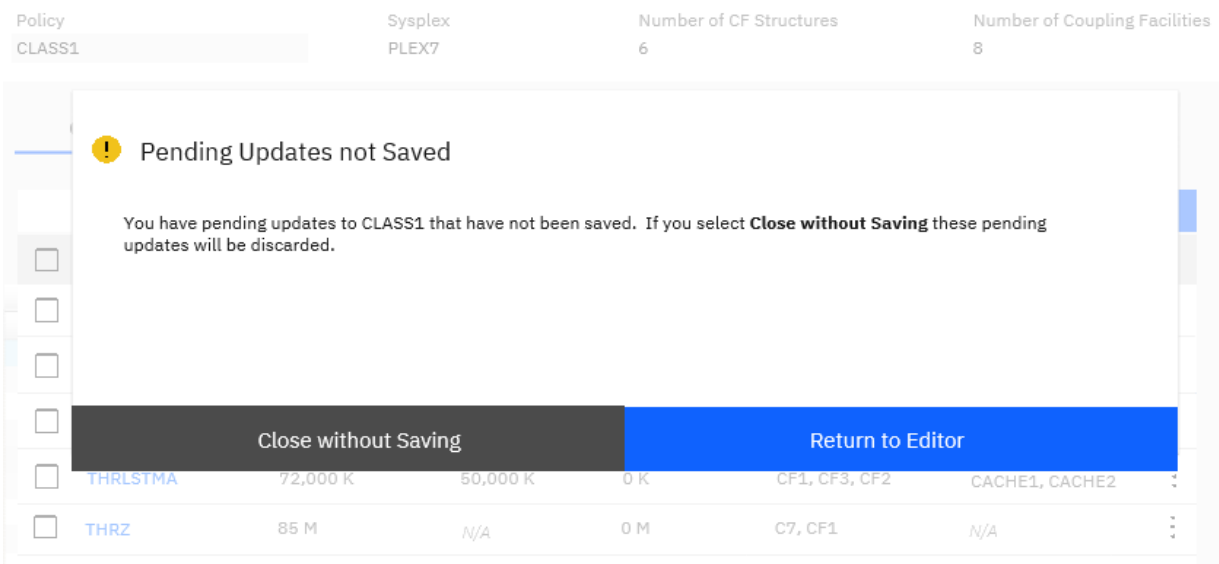 Policy Sysplex Number of CF Structures Number of Coupling Facilities
CLASS1 PLEX7 6 8
Pending Updates not Saved
You have pending updates to CLASS1 that have not been saved. If you select Close without Saving these pending
updates will be discarded.
Close without Saving Return to Editor
THRLSTMA 72,000 K 50,000 K 0 K CF1, CF3, CF2 CACHE1, CACHE2
THRZ 85 M N/A 0 M C7, CF1 N/A